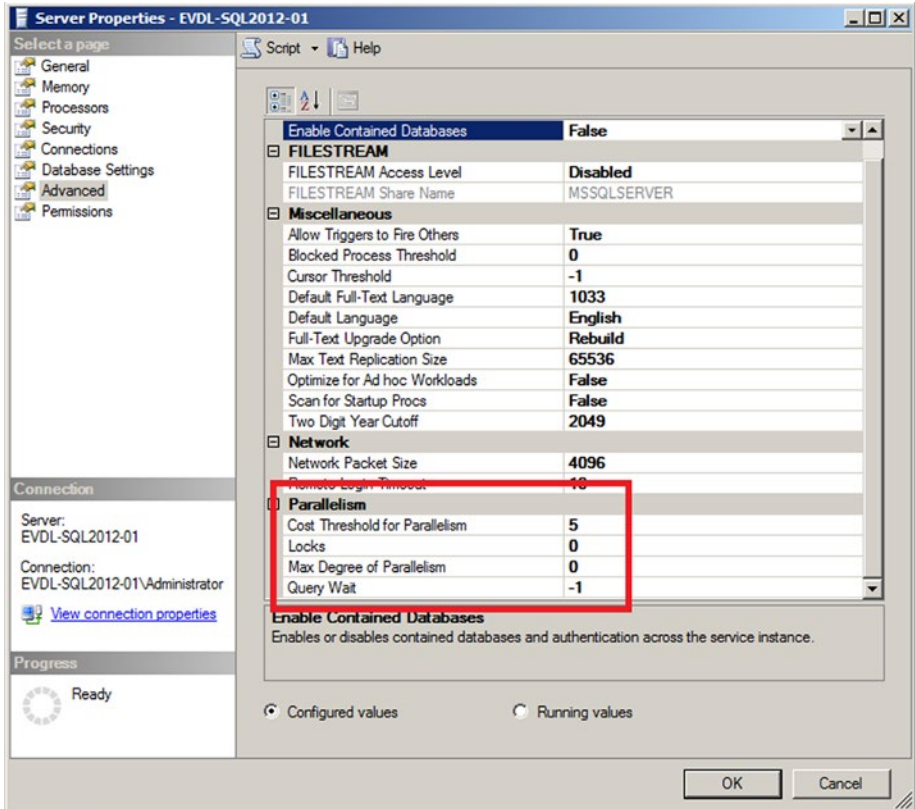 Server Properties - EVDL-SQL2012-01
Select a page
General
Memory
Processors
Security
Connections
Database Settings
Advanced
Permissions
Script Help
Enable Contained Databases False
FILESTREAM
FILESTREAM Access Level Disabled
FILESTREAM Share Name MSSQLSERVER
Miscellaneous
Allow Triggers to Fire Others True
Blocked Process Threshold 0
Cursor Threshold -1
Default Full-Text Language 1033
Default Language English
Full-Text Upgrade Option Rebuild
Max Text Replication Size 65536
Optimize for Ad hoc Workloads False
Scan for Startup Procs False
Two Digit Year Cutoff 2049
Network
Network Packet Size 4096
Remote Login Timeout 10
Parallelism
Cost Threshold for Parallelism 5
Locks 0
Max Degree of Parallelism 0
Query Wait -1
Enable Contained Databases
Enables or disables contained databases and authentication across the service instance.
Connection
Server:
EVDL-SQL2012-01
Connection:
EVDL-SQL2012-01\Administrator
View connection properties
Progress
Ready
Configured values Running values
OK Cancel